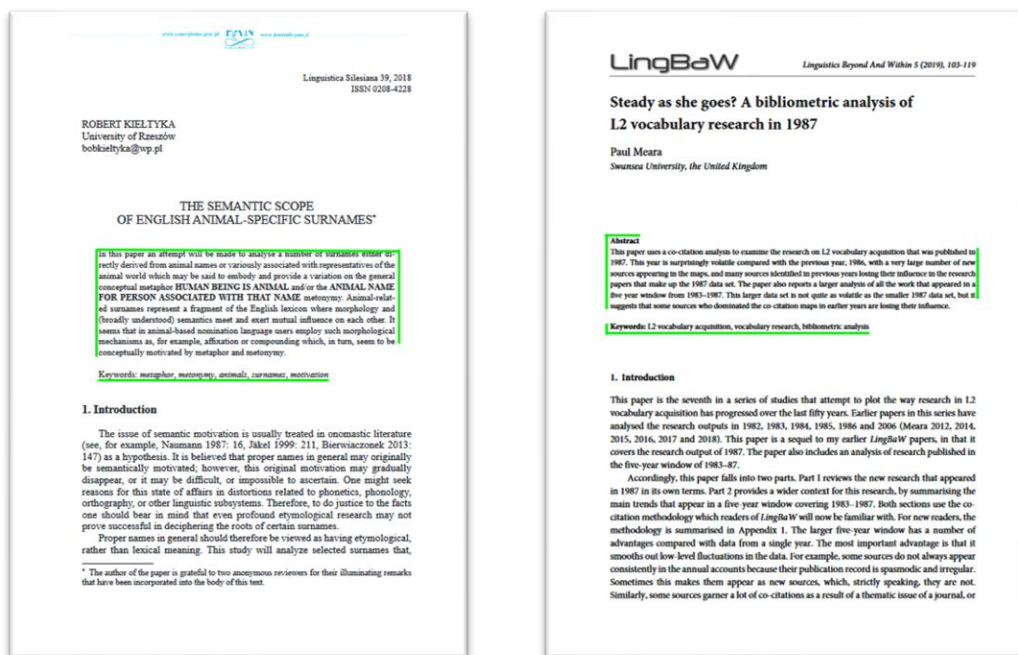 www.czasopisma.pan.pl PAN www.journals.pan.pl
Linguistica Silesiana 39, 2018
ISSN 0208-4228
ROBERT KIEŁTYKA
University of Rzeszów
bobkieltyka@wp.pl
THE SEMANTIC SCOPE
OF ENGLISH ANIMAL-SPECIFIC SURNAMES*
In this paper an attempt will be made to analyse a number of surnames either di-
rectly derived from animal names or variously associated with representatives of the
animal world which may be said to embody and provide a variation on the general
conceptual metaphor HUMAN BEING IS ANIMAL and/or the ANIMAL NAME
FOR PERSON ASSOCIATED WITH THAT NAME metonymy. Animal-relat-
ed surnames represent a fragment of the English lexicon where morphology and
(broadly understood) semantics meet and exert mutual influence on each other. It
seems that in animal-based nomination language users employ such morphological
mechanisms as, for example, affixation or compounding which, in turn, seem to be
conceptually motivated by metaphor and metonymy.
Keywords: metaphor, metonymy, animals, surnames, motivation
1. Introduction
The issue of semantic motivation is usually treated in onomastic literature
(see, for example, Naumann 1987: 16, Jäkel 1999: 211, Bierwiaczonek 2013:
147) as a hypothesis. It is believed that proper names in general may originally
be semantically motivated; however, this original motivation may gradually
disappear, or it may be difficult, or impossible to ascertain. One might seek
reasons for this state of affairs in distortions related to phonetics, phonology,
orthography, or other linguistic subsystems. Therefore, to do justice to the facts
one should bear in mind that even profound etymological research may not
prove successful in deciphering the roots of certain surnames.
Proper names in general should therefore be viewed as having etymological,
rather than lexical meaning. This study will analyze selected surnames that,
* The author of the paper is grateful to two anonymous reviewers for their illuminating remarks
that have been incorporated into the body of this text.
LingBaW
Linguistics Beyond And Within 5 (2019), 103-119
Steady as she goes? A bibliometric analysis of
L2 vocabulary research in 1987
Paul Meara
Swansea University, the United Kingdom
Abstract
This paper uses a co-citation analysis to examine the research on L2 vocabulary acquisition that was published in
1987. This year is surprisingly volatile compared with the previous year, 1986, with a very large number of new
sources appearing in the maps, and many sources identified in previous years losing their influence in the research
papers that make up the 1987 data set. The paper also reports a larger analysis of all the work that appeared in a
five year window from 1983-1987. This larger data set is not quite as volatile as the smaller 1987 data set, but it
suggests that some sources who dominated the co-citation maps in earlier years are losing their influence.
Keywords: L2 vocabulary acquisition, vocabulary research, bibliometric analysis
1. Introduction
This paper is the seventh in a series of studies that attempt to plot the way research in L2
vocabulary acquisition has progressed over the last fifty years. Earlier papers in this series have
analysed the research outputs in 1982, 1983, 1984, 1985, 1986 and 2006 (Meara 2012, 2014,
2015, 2016, 2017 and 2018). This paper is a sequel to my earlier LingBaW papers, in that it
covers the research output of 1987. The paper also includes an analysis of research published in
the five-year window of 1983–87.
Accordingly, this paper falls into two parts. Part I reviews the new research that appeared
in 1987 in its own terms. Part 2 provides a wider context for this research, by summarising the
main trends that appear in a five-year window covering 1983–1987. Both sections use the co-
citation methodology which readers of LingBaW will now be familiar with. For new readers, the
methodology is summarised in Appendix 1. The larger five-year window has a number of
advantages compared with data from a single year. The most important advantage is that it
smooths out low-level fluctuations in the data. For example, some sources do not always appear
consistently in the annual accounts because their publication record is spasmodic and irregular.
Sometimes this makes them appear as new sources, which, strictly speaking, they are not.
Similarly, some sources garner a lot of co-citations as a result of a thematic issue of a journal, or